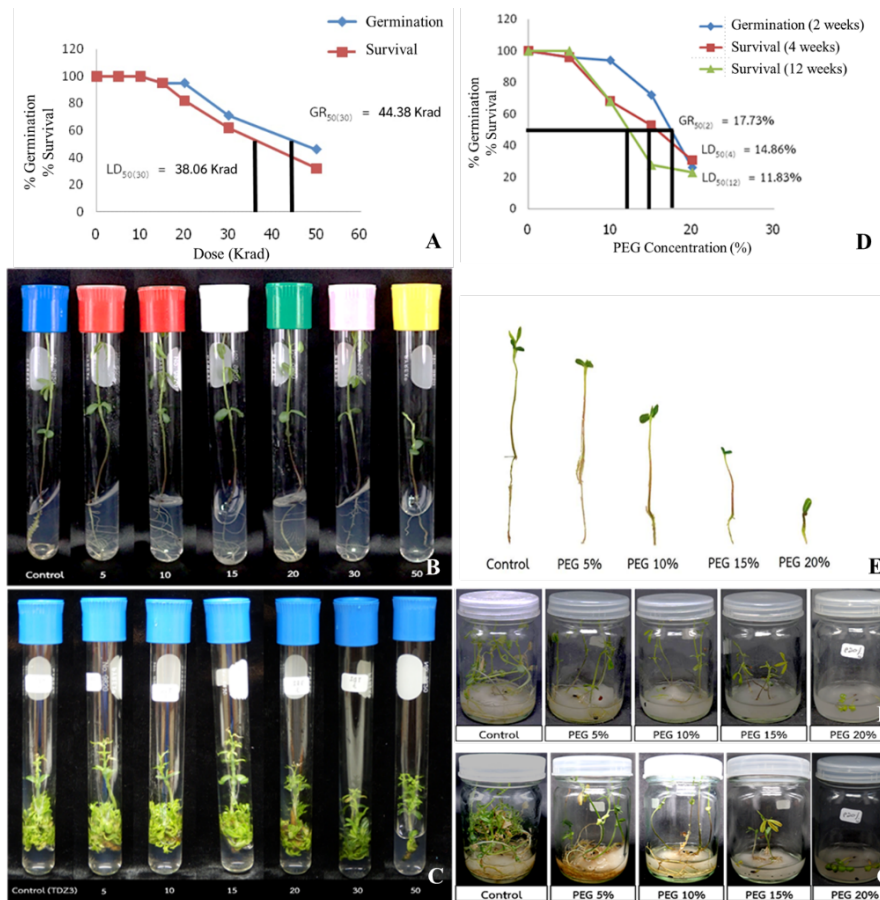 Germination
Survival
120
100
80
60
40
20
0
% Germination
% Survival
GR50(30) = 44.38 Krad
LD50(30) = 38.06 Krad
0 10 20 30 40 50 60
Dose (Krad)
A
Germination (2 weeks)
Survival (4 weeks)
Survival (12 weeks)
120
100
80
60
40
20
0
% Germination
% Survival
GR50(2) = 17.73%
LD50(4) = 14.86%
LD50(12) = 11.83%
0 10 20 30
PEG Concentration (%)
D
Control 5 10 15 20 30 50
B
Control (TDZ3) 5 10 15 20 30 50
C
Control PEG 5% PEG 10% PEG 15% PEG 20%
E
Control PEG 5% PEG 10% PEG 15% PEG 20%
Control PEG 5% PEG 10% PEG 15% PEG 20%